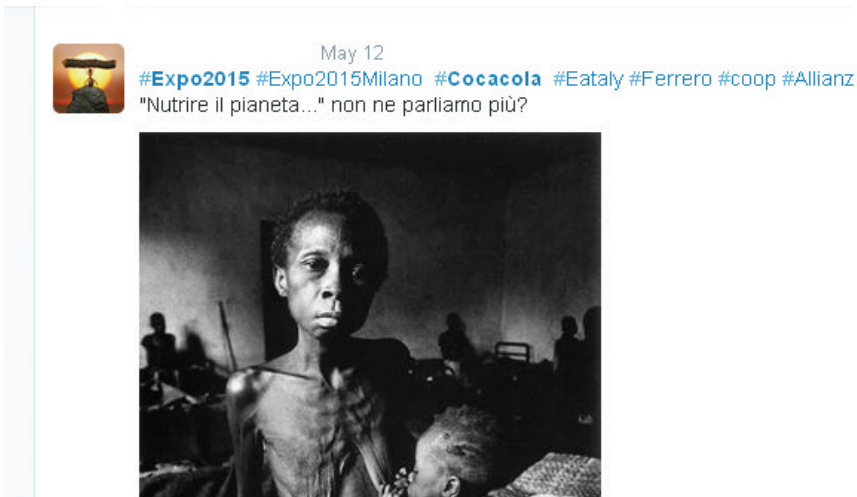 May 12
#Expo2015 #Expo2015Milano #Cocacola #Eataly #Ferrero #coop #Allianz
"Nutrire il pianeta..." non ne parliamo più?